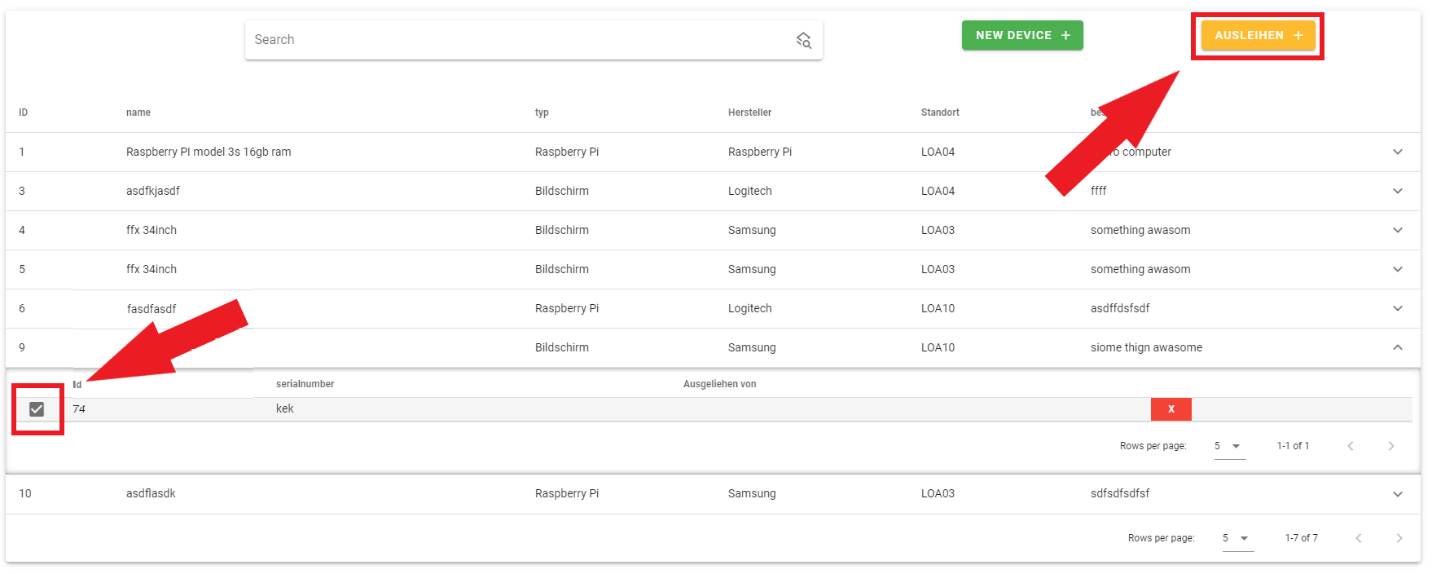 Search
NEW DEVICE +
AUSLEIHEN +
ID name typ Hersteller Standort
1 Raspberry PI model 3s 16gb ram Raspberry Pi Raspberry Pi LOA04 computer
3 asdfkjasdf Bildschirm Logitech LOA04 ffff
4 ffx 34inch Bildschirm Samsung LOA03 something awasom
5 ffx 34inch Bildschirm Samsung LOA03 something awasom
6 fasdfasdf Raspberry Pi Logitech LOA10 asdffdsfsdf
9 Bildschirm Samsung LOA10 siome thign awasome
Id serialnumber Ausgeliehen von
74 kek X
Rows per page: 5 1-1 of 1
10 asdflasdk Raspberry Pi Samsung LOA03 sdfsdfsdfsf
Rows per page: 5 1-7 of 7